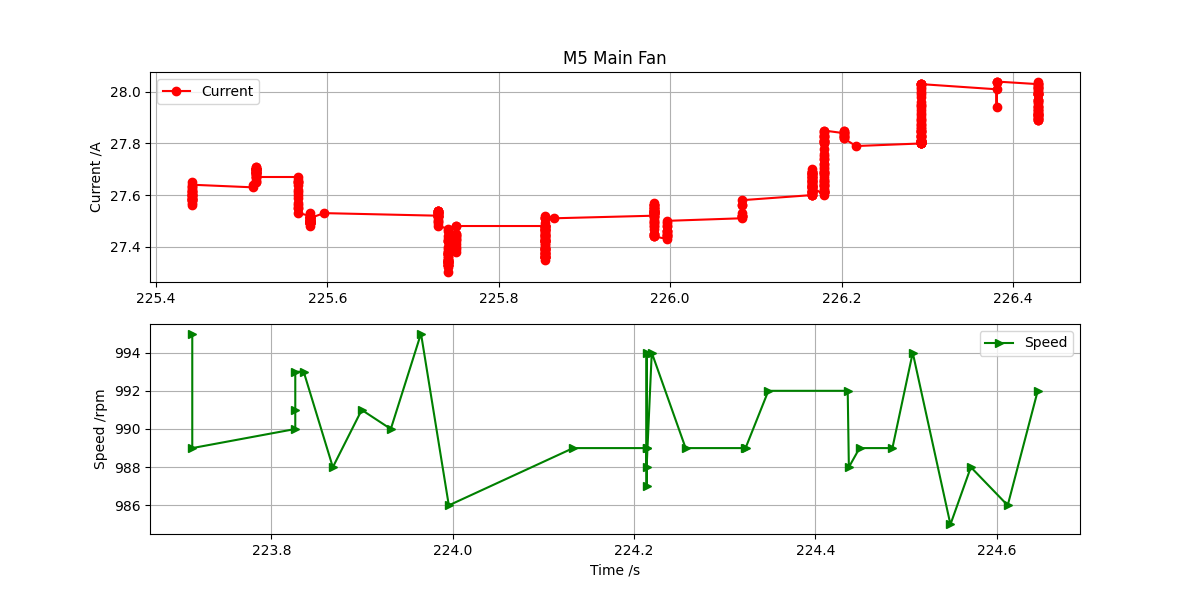 M5 Main Fan
Current /A
28.0
27.8
27.6
27.4
Current
225.4 225.6 225.8 226.0 226.2 226.4
Speed /rpm
994
992
990
988
986
Speed
223.8 224.0 224.2 224.4 224.6
Time /s